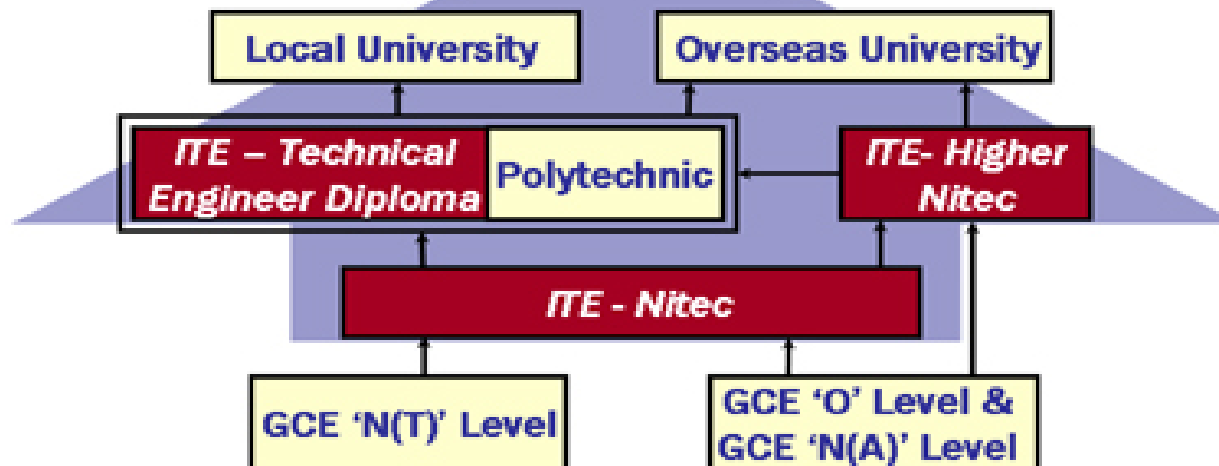 Local University
Overseas University
ITE – Technical
Engineer Diploma
Polytechnic
ITE- Higher
Nitec
ITE - Nitec
GCE ‘N(T)’ Level
GCE ‘O’ Level &
GCE ‘N(A)’ Level